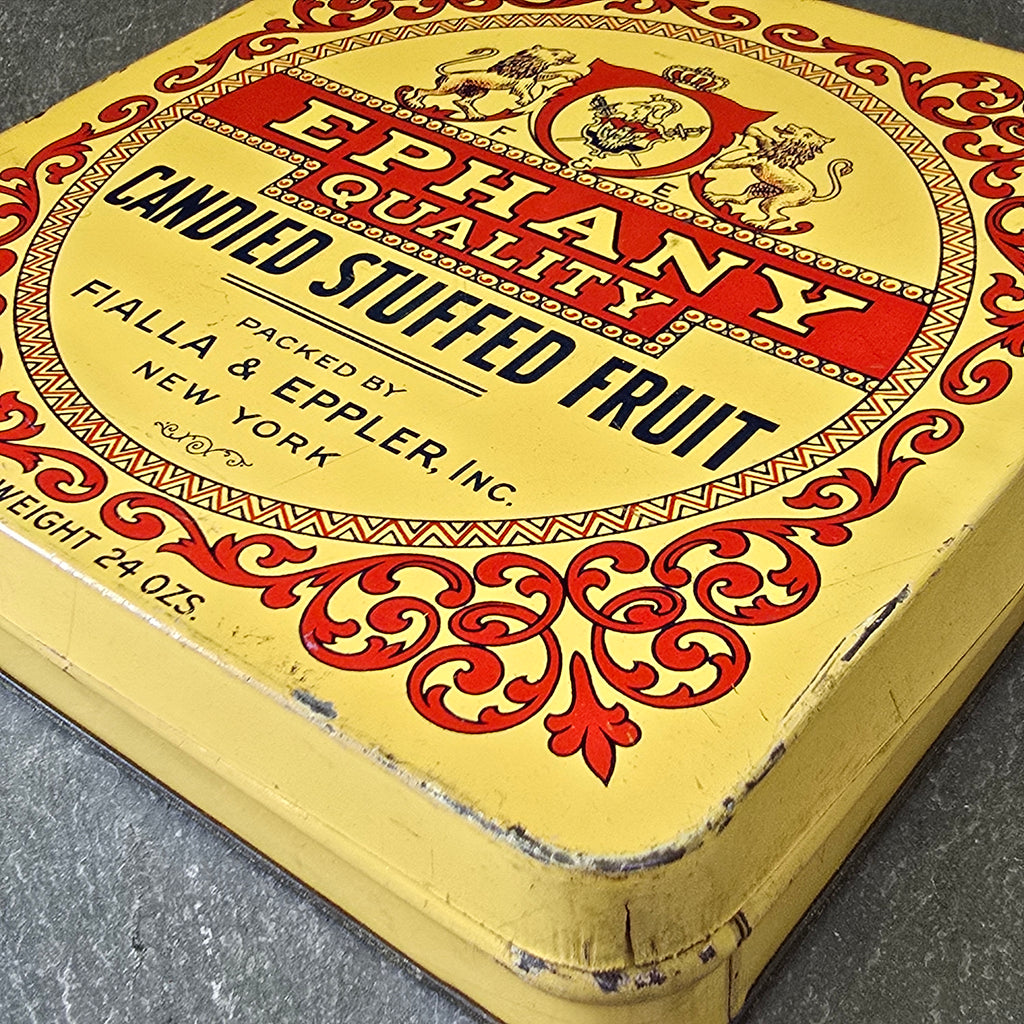 F E
EPHANY
QUALITY
CANDIED STUFFED FRUIT
PACKED BY
FIALLA & EPPLER, INC.
NEW YORK
WEIGHT 24 OZS.